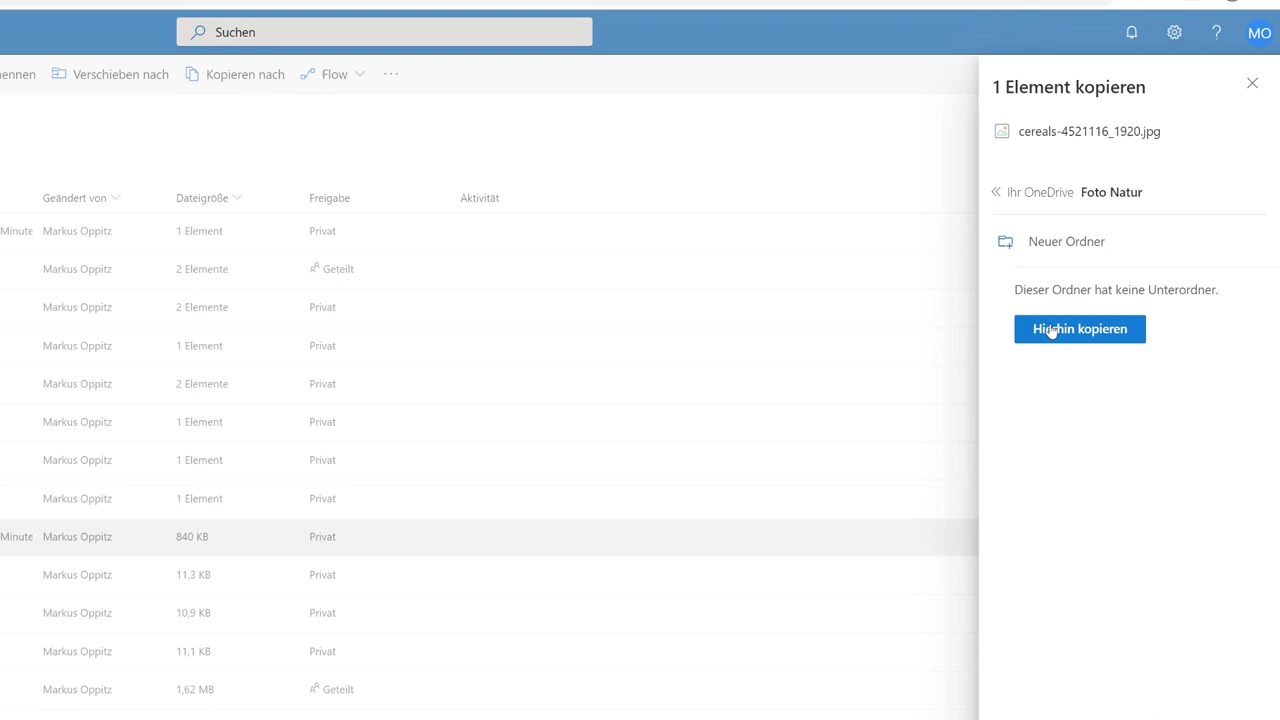 Suchen
MO
ennen Verschieben nach Kopieren nach Flow ···
1 Element kopieren
cereals-4521116_1920.jpg
Ihr OneDrive Foto Natur
Neuer Ordner
Dieser Ordner hat keine Unterordner.
Hierhin kopieren
Geändert von Dateigröße Freigabe Aktivität
Minute Markus Oppitz 1 Element Privat
Markus Oppitz 2 Elemente Geteilt
Markus Oppitz 2 Elemente Privat
Markus Oppitz 1 Element Privat
Markus Oppitz 2 Elemente Privat
Markus Oppitz 1 Element Privat
Markus Oppitz 1 Element Privat
Markus Oppitz 1 Element Privat
Minute Markus Oppitz 840 KB Privat
Markus Oppitz 11,3 KB Privat
Markus Oppitz 10,9 KB Privat
Markus Oppitz 11,1 KB Privat
Markus Oppitz 1,62 MB Geteilt